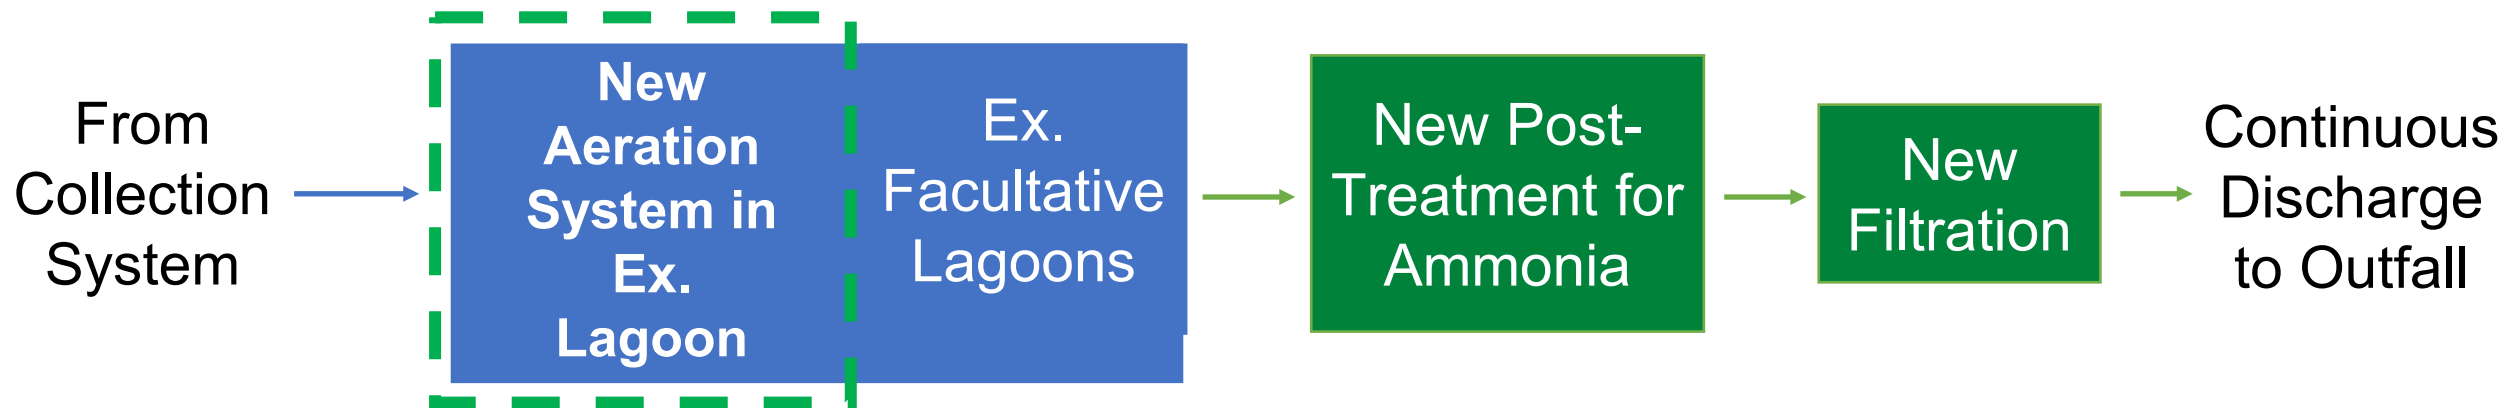 From
Collection
System
New
Aeration
System in
Ex.
Lagoon
Ex.
Facultative
Lagoons
New Post-
Treatment for
Ammonia
New
Filtration
Continuous
Discharge
to Outfall